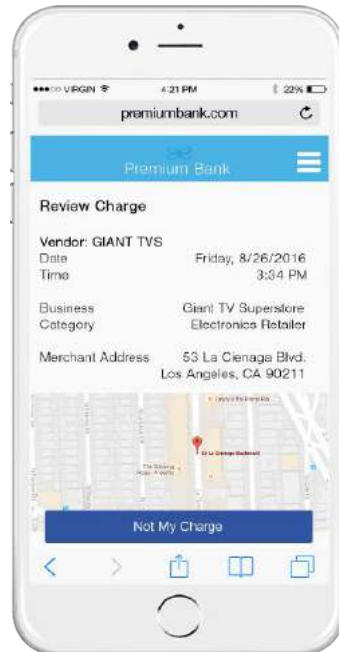 VIRGIN 4:21 PM 22%
premiumbank.com
Premium Bank
Review Charge
Vendor: GIANT TVS
Date Friday, 8/26/2016
Time 3:34 PM
Business Giant TV Superstore
Category Electronics Retailer
Merchant Address 53 La Cienaga Blvd.
Los Angeles, CA 90211
Not My Charge